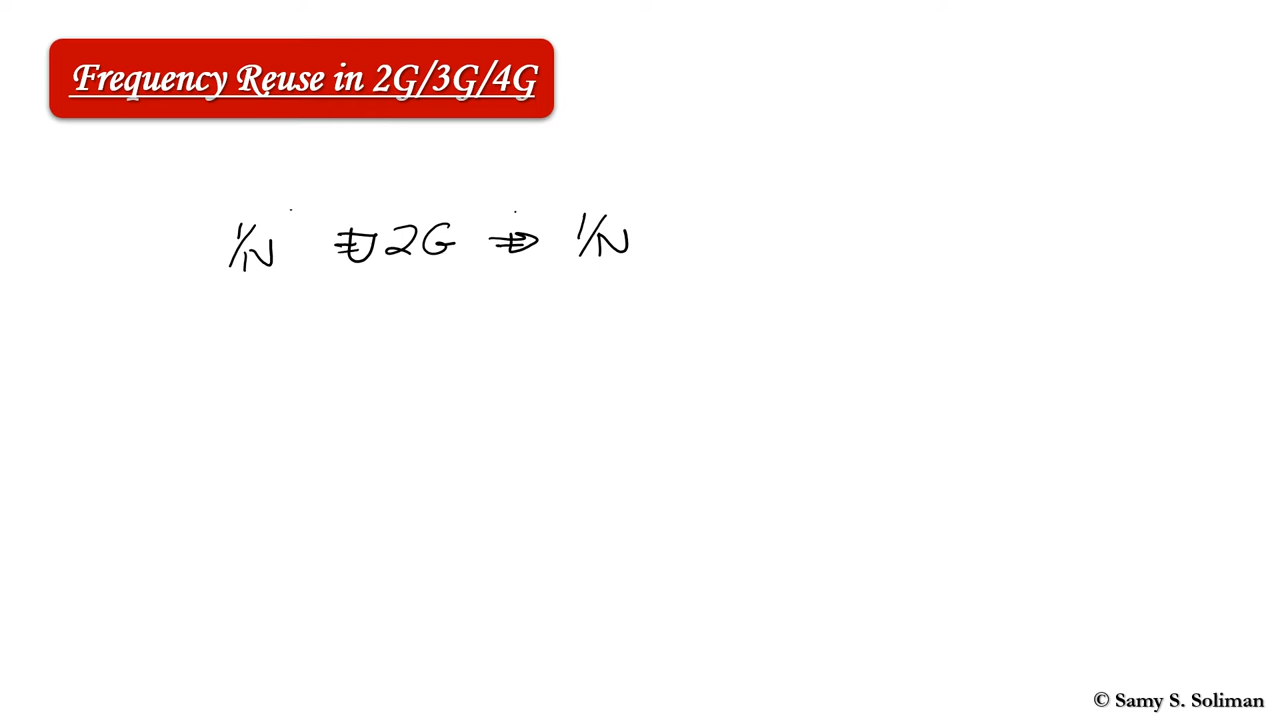 Frequency Reuse in 2G/3G/4G
1/N 2G ⇒ 1/N
© Samy S. Soliman